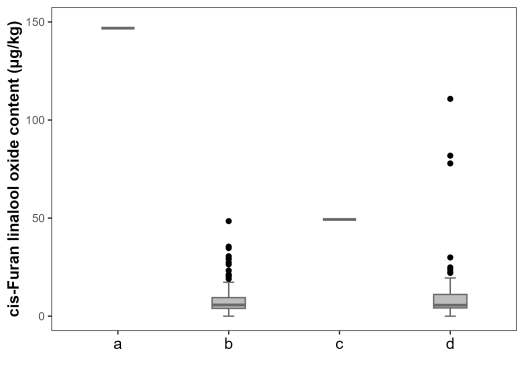 cis-Furan linalool oxide content (μg/kg)
150
100
50
0
a b c d